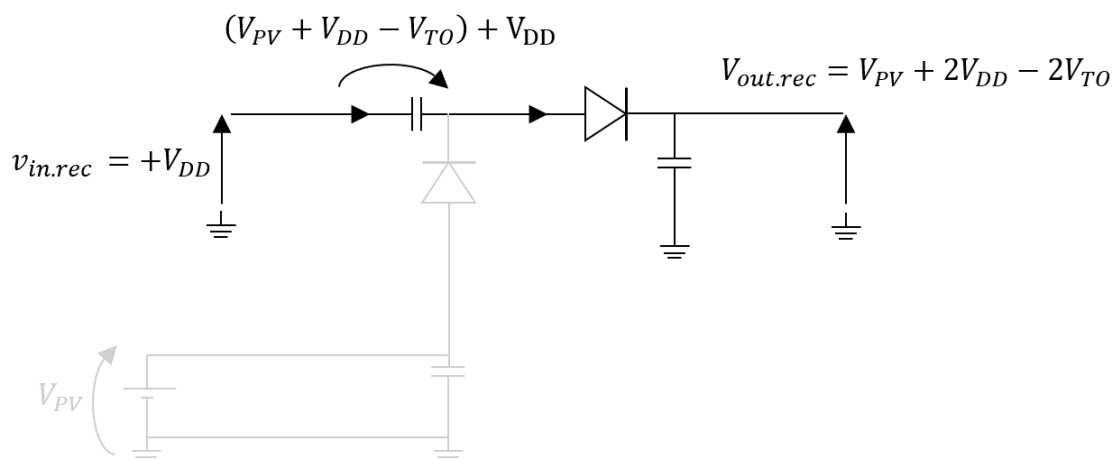 (V_PV + V_DD − V_TO) + V_DD
V_out.rec = V_PV + 2V_DD − 2V_TO
v_in.rec = +V_DD
V_PV